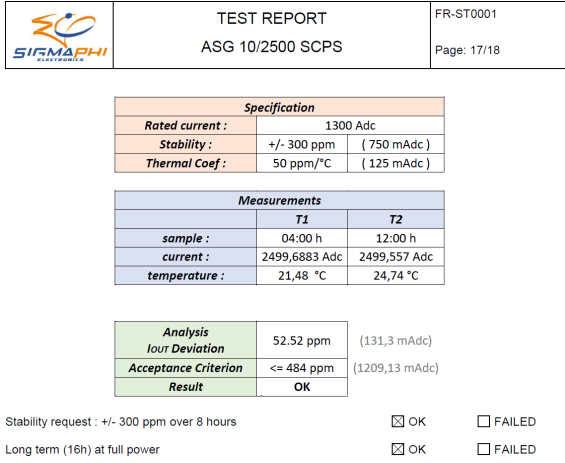 SIGMAPHI
ELECTRONICS
TEST REPORT
ASG 10/2500 SCPS
FR-ST0001
Page: 17/18
Specification
Rated current : 1300 Adc
Stability : +/- 300 ppm ( 750 mAdc )
Thermal Coef : 50 ppm/°C ( 125 mAdc )
Measurements
T1 T2
sample : 04:00 h 12:00 h
current : 2499,6883 Adc 2499,557 Adc
temperature : 21,48 °C 24,74 °C
Analysis
IOUT Deviation 52.52 ppm (131,3 mAdc)
Acceptance Criterion <= 484 ppm (1209,13 mAdc)
Result OK
Stability request : +/- 300 ppm over 8 hours ☒ OK ☐ FAILED
Long term (16h) at full power ☒ OK ☐ FAILED